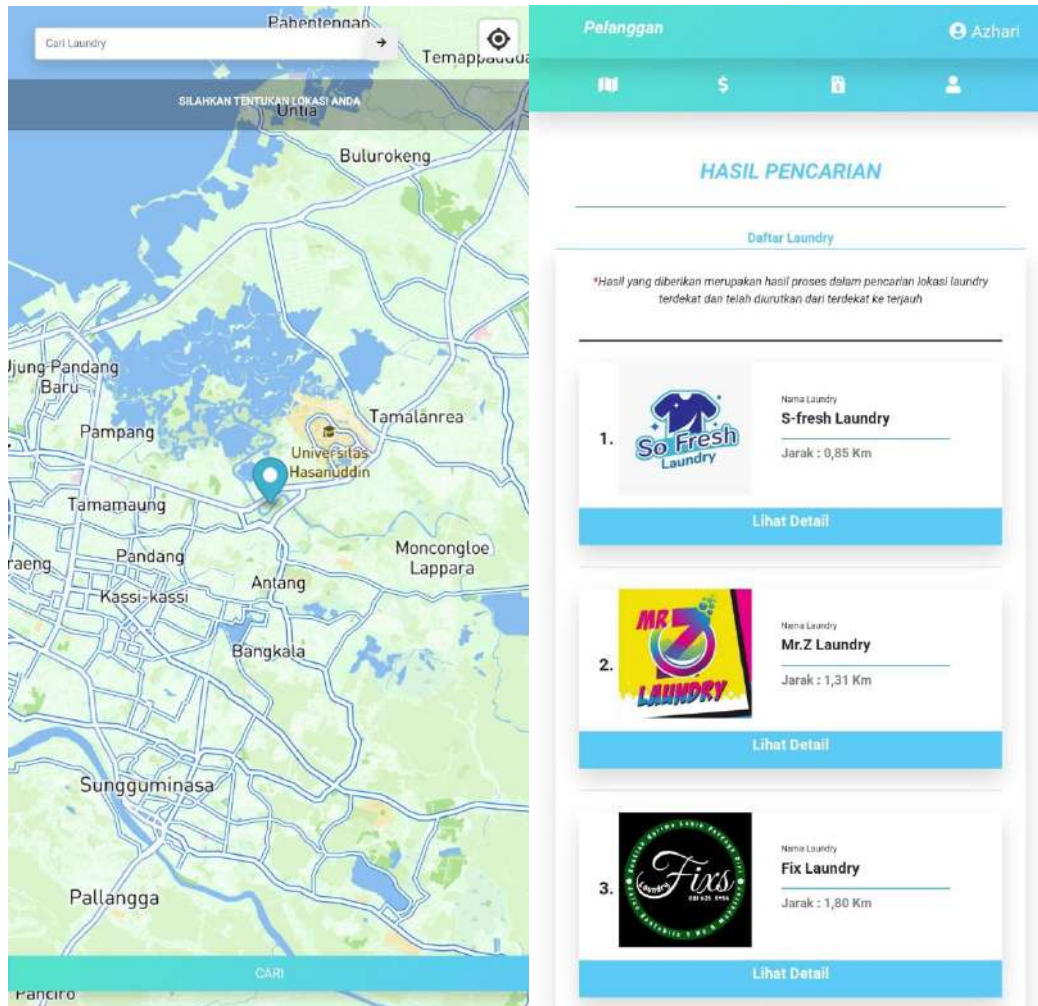 Pabentengan
Cari Laundry
SILAHKAN TENTUKAN LOKASI ANDA
Untia
Bulurokeng
Pandang
Baru
Pampang
Tamalanrea
Universitas
Hasanuddin
Tamamaung
Pandang
Moncongloe
Lappara
Antang
Kassi-kassi
Bangkala
Sungguminasa
Pallangga
CARI
Panciro
Pelanggan
Azhari
$
HASIL PENCARIAN
Daftar Laundry
*Hasil yang diberikan merupakan hasil proses dalam pencarian lokasi laundry
terdekat dan telah diurutkan dari terdekat ke terjauh
1.
So Fresh
Laundry
Nama Laundry
S-fresh Laundry
Jarak : 0,85 Km
Lihat Detail
2.
MR
Z
LAUNDRY
Nama Laundry
Mr.Z Laundry
Jarak : 1,31 Km
Lihat Detail
3.
Laundry
Fixs
Nama Laundry
Fix Laundry
Jarak : 1,80 Km
Lihat Detail